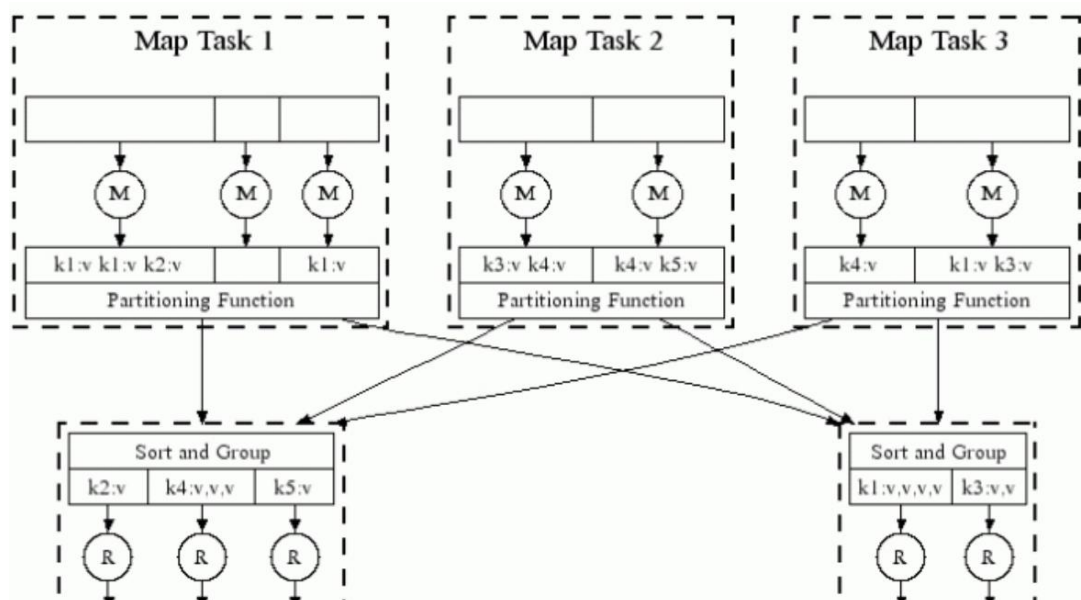 Map Task 1 Map Task 2 Map Task 3
M M M M M M M
k1:v k1:v k2:v k1:v k3:v k4:v k4:v k5:v k4:v k1:v k3:v
Partitioning Function Partitioning Function Partitioning Function
Sort and Group Sort and Group
k2:v k4:v,v,v k5:v k1:v,v,v,v k3:v,v
R R R R R